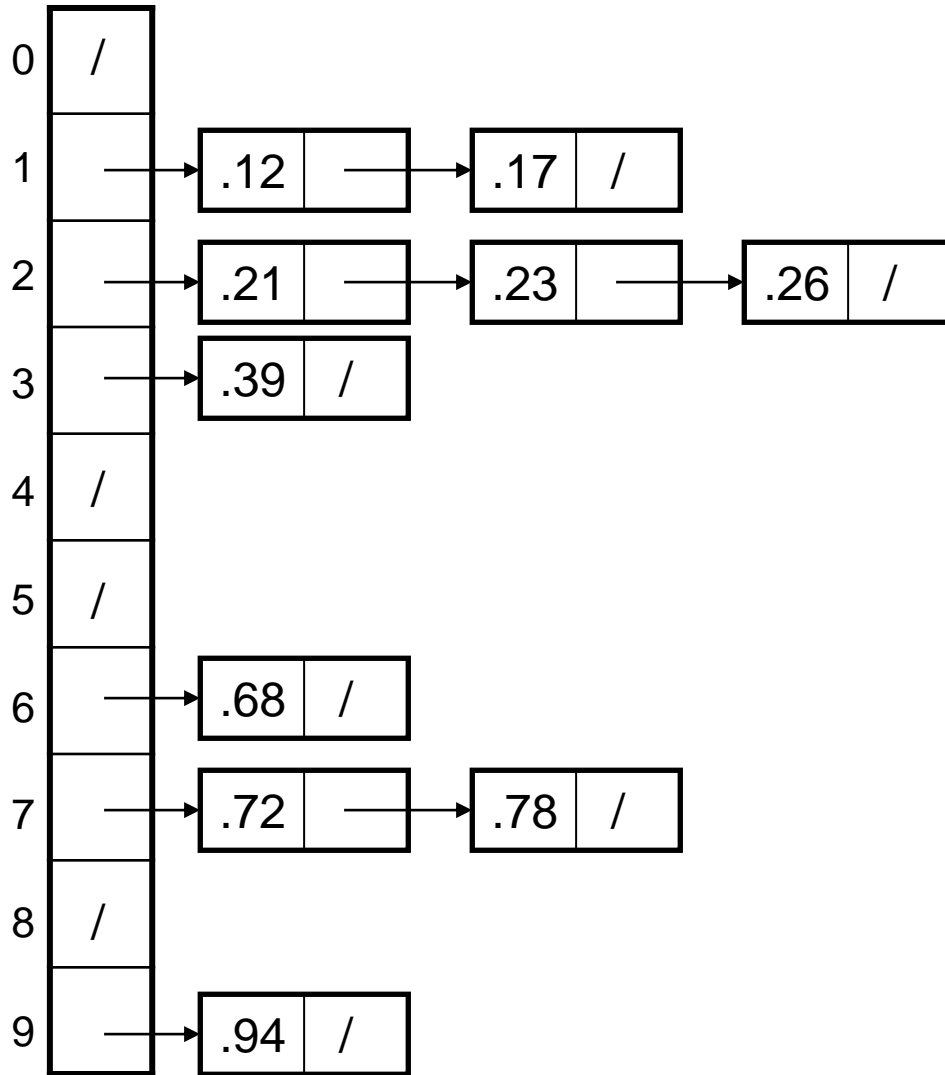 0 /
1 .12 .17 /
2 .21 .23 .26 /
3 .39 /
4 /
5 /
6 .68 /
7 .72 .78 /
8 /
9 .94 /